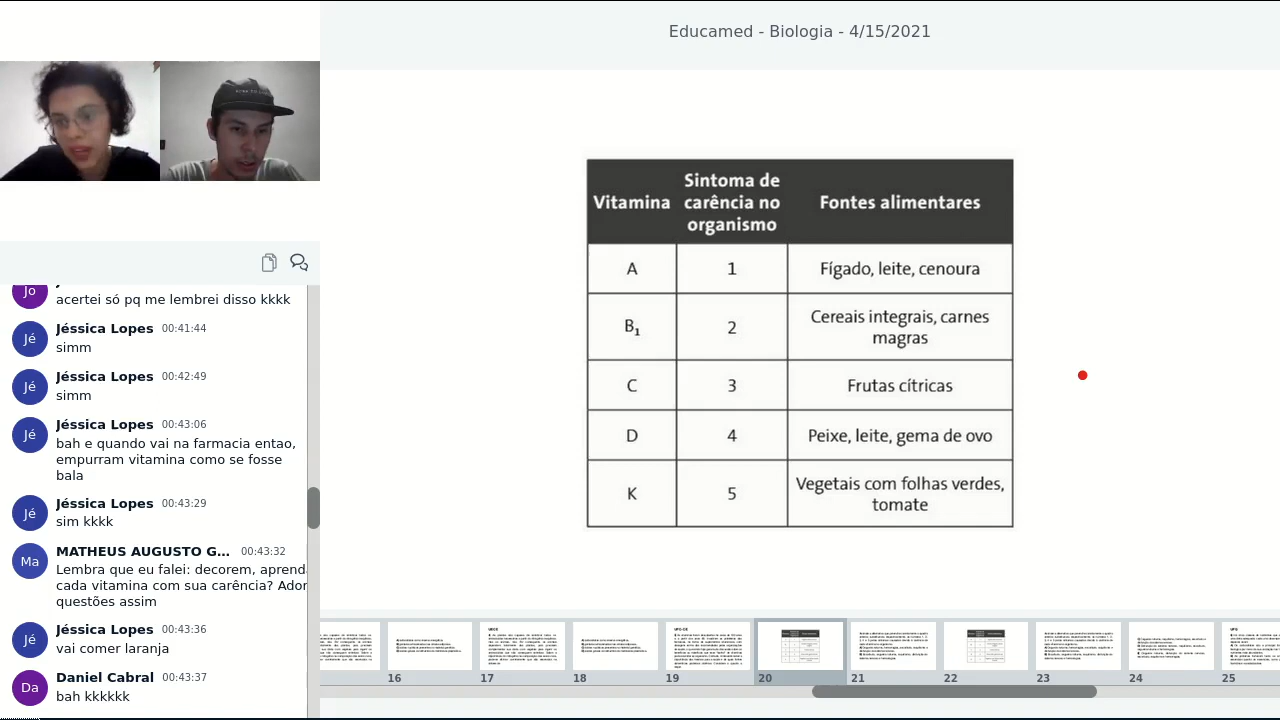 Educamed - Biologia - 4/15/2021
acertei só pq me lembrei disso kkkk
Jé
Jéssica Lopes 00:41:44
simm
Jé
Jéssica Lopes 00:42:49
simm
Jé
Jéssica Lopes 00:43:06
bah e quando vai na farmacia entao,
empurram vitamina como se fosse
bala
Jé
Jéssica Lopes 00:43:29
sim kkkk
Ma
MATHEUS AUGUSTO G... 00:43:32
Lembra que eu falei: decorem, aprend
cada vitamina com sua carência? Ador
questões assim
Jé
Jéssica Lopes 00:43:36
vai comer laranja
Da
Daniel Cabral 00:43:37
bah kkkkkk
Vitamina
Sintoma de
carência no
organismo
Fontes alimentares
A 1 Fígado, leite, cenoura
B₁ 2 Cereais integrais, carnes
magras
C 3 Frutas cítricas
D 4 Peixe, leite, gema de ovo
K 5 Vegetais com folhas verdes,
tomate
16 17 18 19 20 21 22 23 24 25